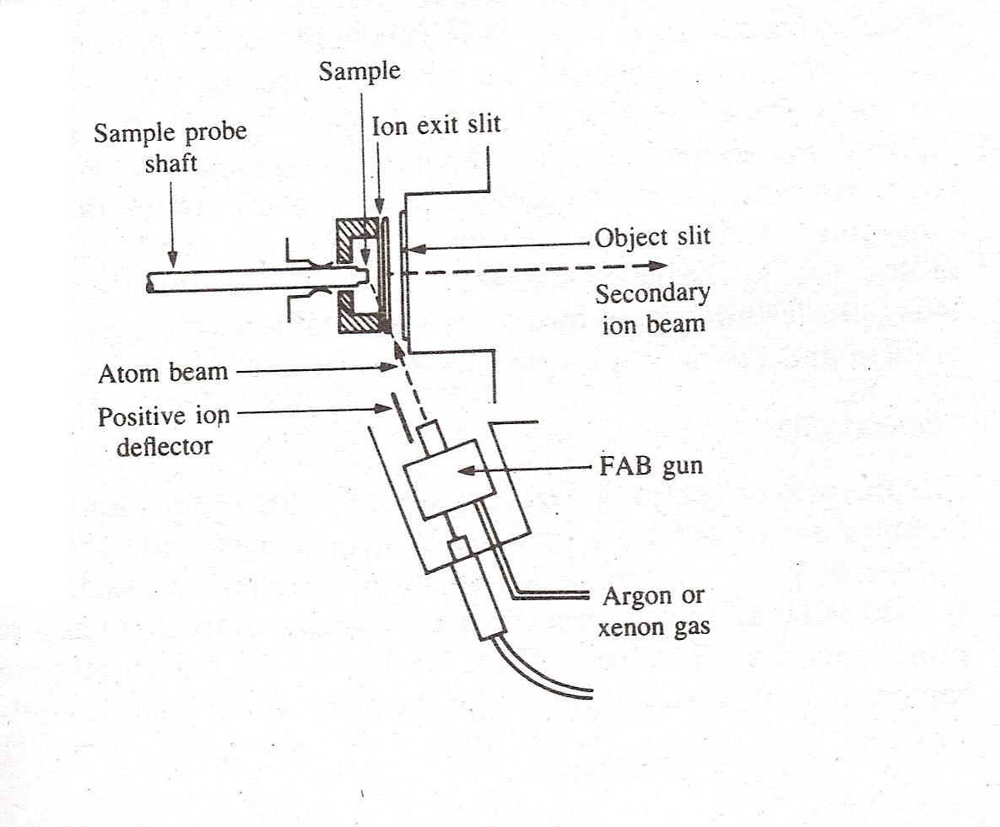 Sample
Ion exit slit
Sample probe
shaft
Object slit
Secondary
ion beam
Atom beam
Positive ion
deflector
FAB gun
Argon or
xenon gas